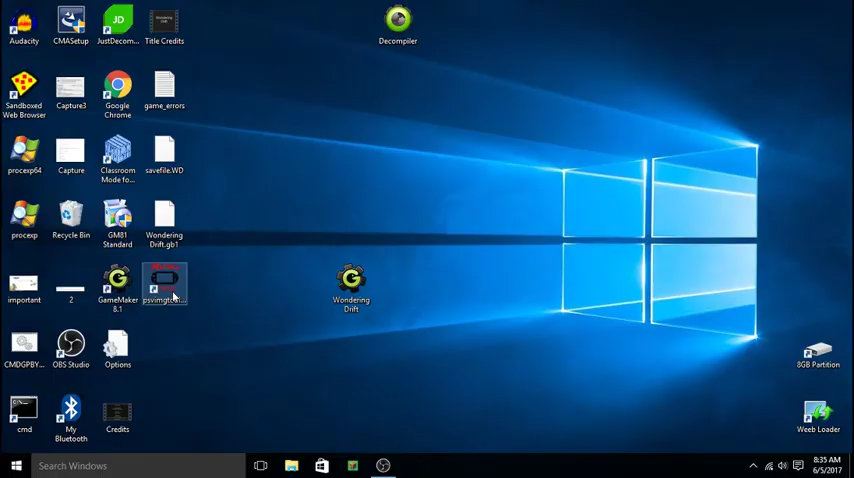 Audacity
CMASetup
JustDecom...
Title Credits
Decompiler
Sandboxed
Web Browser
Capture3
Google
Chrome
game_errors
procexp64
Capture
Classroom
Mode fo...
savefile.WD
procexp
Recycle Bin
GM81
Standard
Wondering
Drift.gb1
important
2
GameMaker
8.1
Wondering
Drift
CMDGPBY...
OBS Studio
Options
8GB Partition
cmd
My
Bluetooth
Credits
Weeb Loader
Search Windows
8:35 AM
6/5/2017